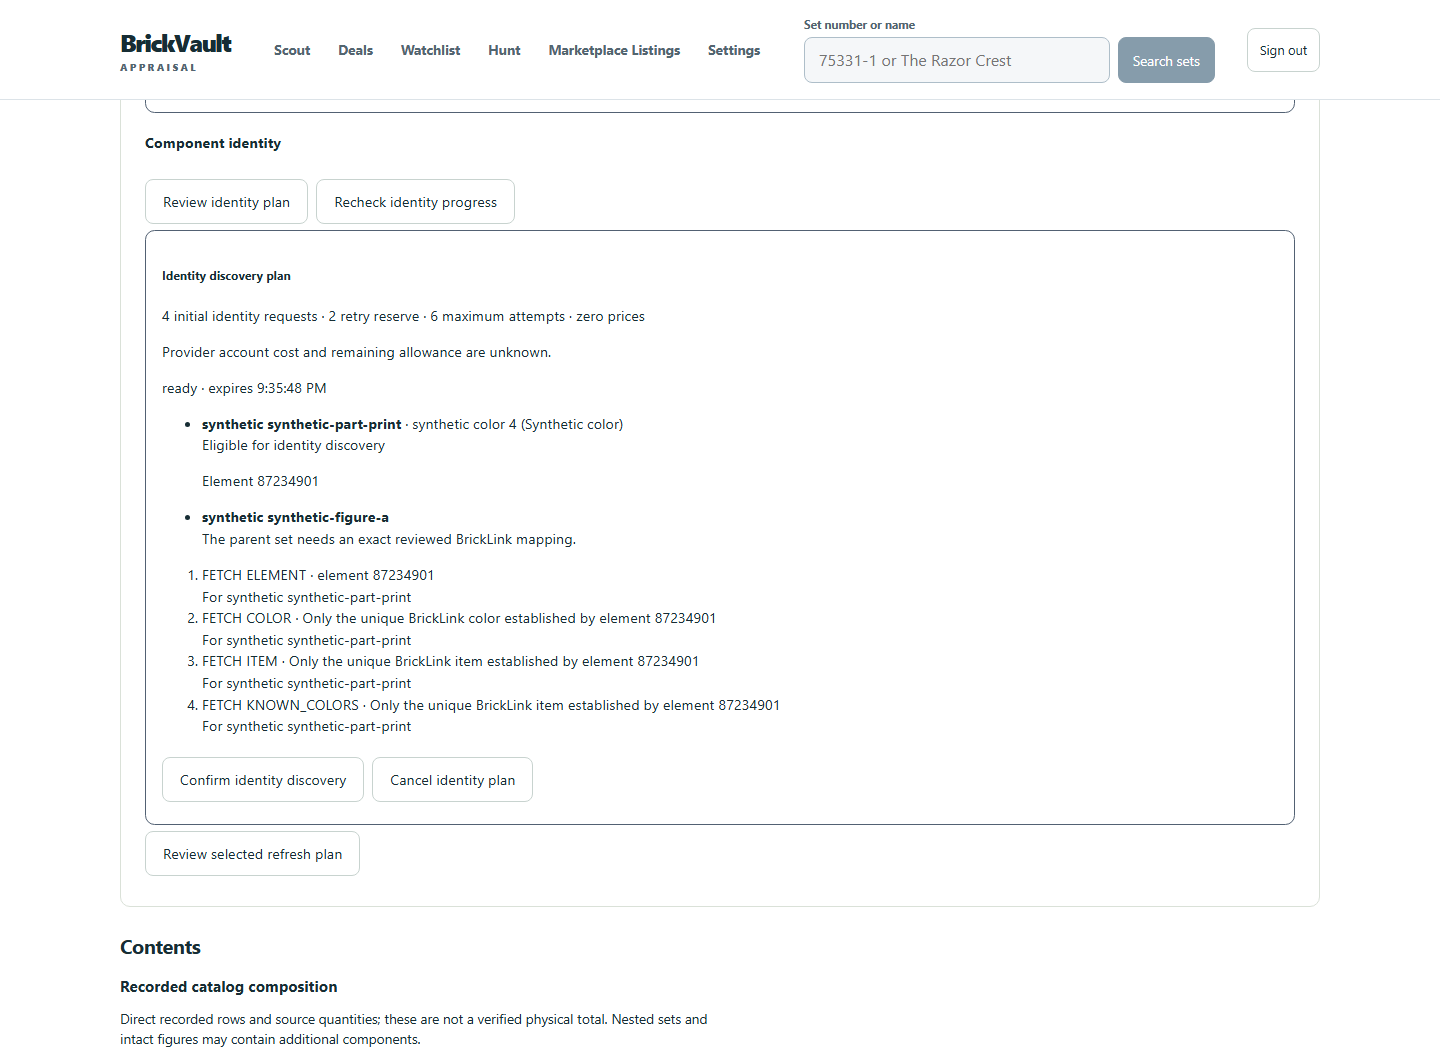 BrickVault
APPRAISAL
Scout
Deals
Watchlist
Hunt
Marketplace Listings
Settings
Set number or name
75331-1 or The Razor Crest
Search sets
Sign out
Component identity
Review identity plan
Recheck identity progress
Identity discovery plan
4 initial identity requests · 2 retry reserve · 6 maximum attempts · zero prices
Provider account cost and remaining allowance are unknown.
ready · expires 9:35:48 PM
• synthetic synthetic-part-print · synthetic color 4 (Synthetic color)
Eligible for identity discovery
Element 87234901
• synthetic synthetic-figure-a
The parent set needs an exact reviewed BrickLink mapping.
1. FETCH ELEMENT · element 87234901
For synthetic synthetic-part-print
2. FETCH COLOR · Only the unique BrickLink color established by element 87234901
For synthetic synthetic-part-print
3. FETCH ITEM · Only the unique BrickLink item established by element 87234901
For synthetic synthetic-part-print
4. FETCH KNOWN_COLORS · Only the unique BrickLink item established by element 87234901
For synthetic synthetic-part-print
Confirm identity discovery
Cancel identity plan
Review selected refresh plan
Contents
Recorded catalog composition
Direct recorded rows and source quantities; these are not a verified physical total. Nested sets and
intact figures may contain additional components.